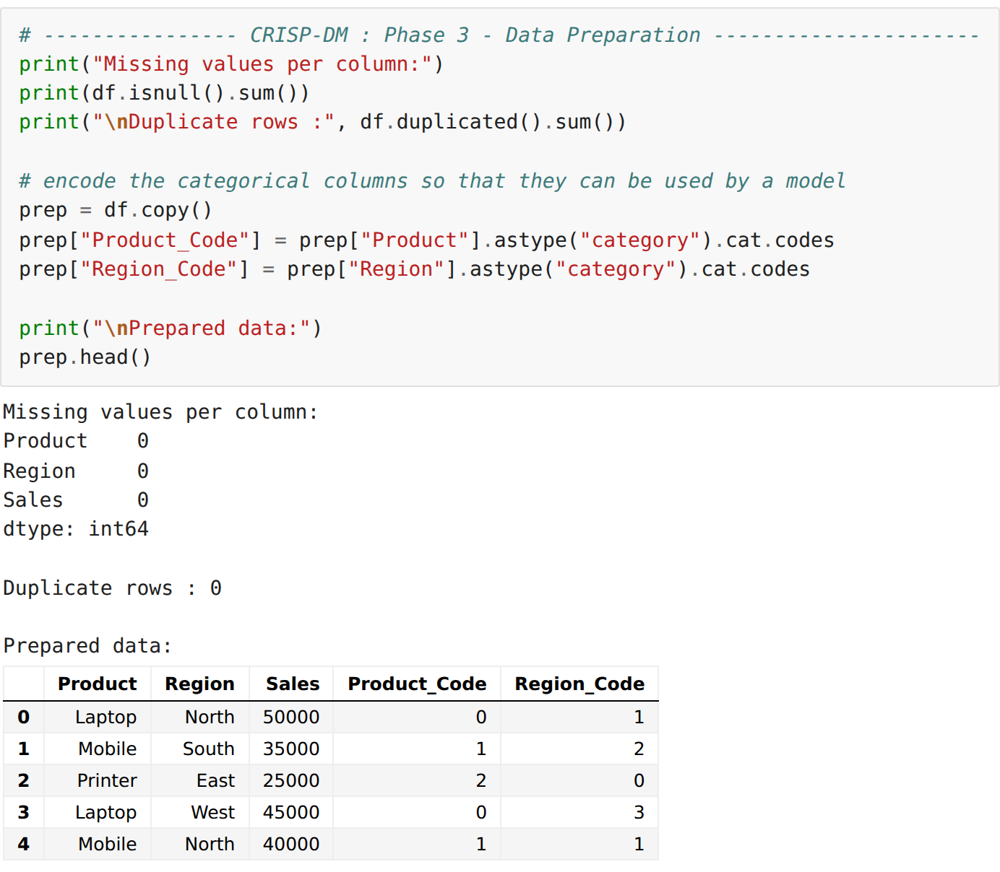 # ---------------- CRISP-DM : Phase 3 - Data Preparation ----------------------
print("Missing values per column:")
print(df.isnull().sum())
print("\nDuplicate rows :", df.duplicated().sum())

# encode the categorical columns so that they can be used by a model
prep = df.copy()
prep["Product_Code"] = prep["Product"].astype("category").cat.codes
prep["Region_Code"] = prep["Region"].astype("category").cat.codes

print("\nPrepared data:")
prep.head()

Missing values per column:
Product    0
Region     0
Sales      0
dtype: int64

Duplicate rows : 0

Prepared data:
Product Region Sales Product_Code Region_Code
0 Laptop North 50000 0 1
1 Mobile South 35000 1 2
2 Printer East 25000 2 0
3 Laptop West 45000 0 3
4 Mobile North 40000 1 1